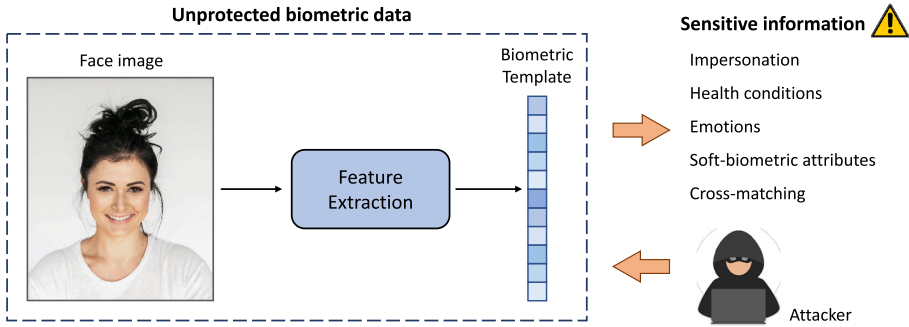 Unprotected biometric data
Face image
Feature
Extraction
Biometric
Template
Sensitive information
Impersonation
Health conditions
Emotions
Soft-biometric attributes
Cross-matching
Attacker